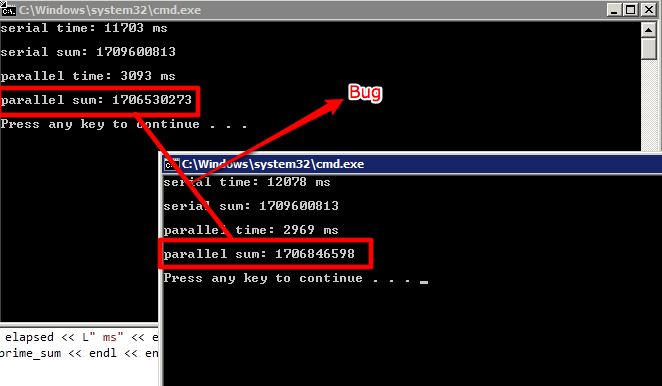 C:\Windows\system32\cmd.exe
serial time: 11703 ms
serial sum: 1709600813
parallel time: 3093 ms
parallel sum: 1706530273
Press any key to continue . . .
Bug
C:\Windows\system32\cmd.exe
serial time: 12078 ms
serial sum: 1709600813
parallel time: 2969 ms
parallel sum: 1706846598
Press any key to continue . . .
elapsed << L" ms" << e
prime_sum << endl << en